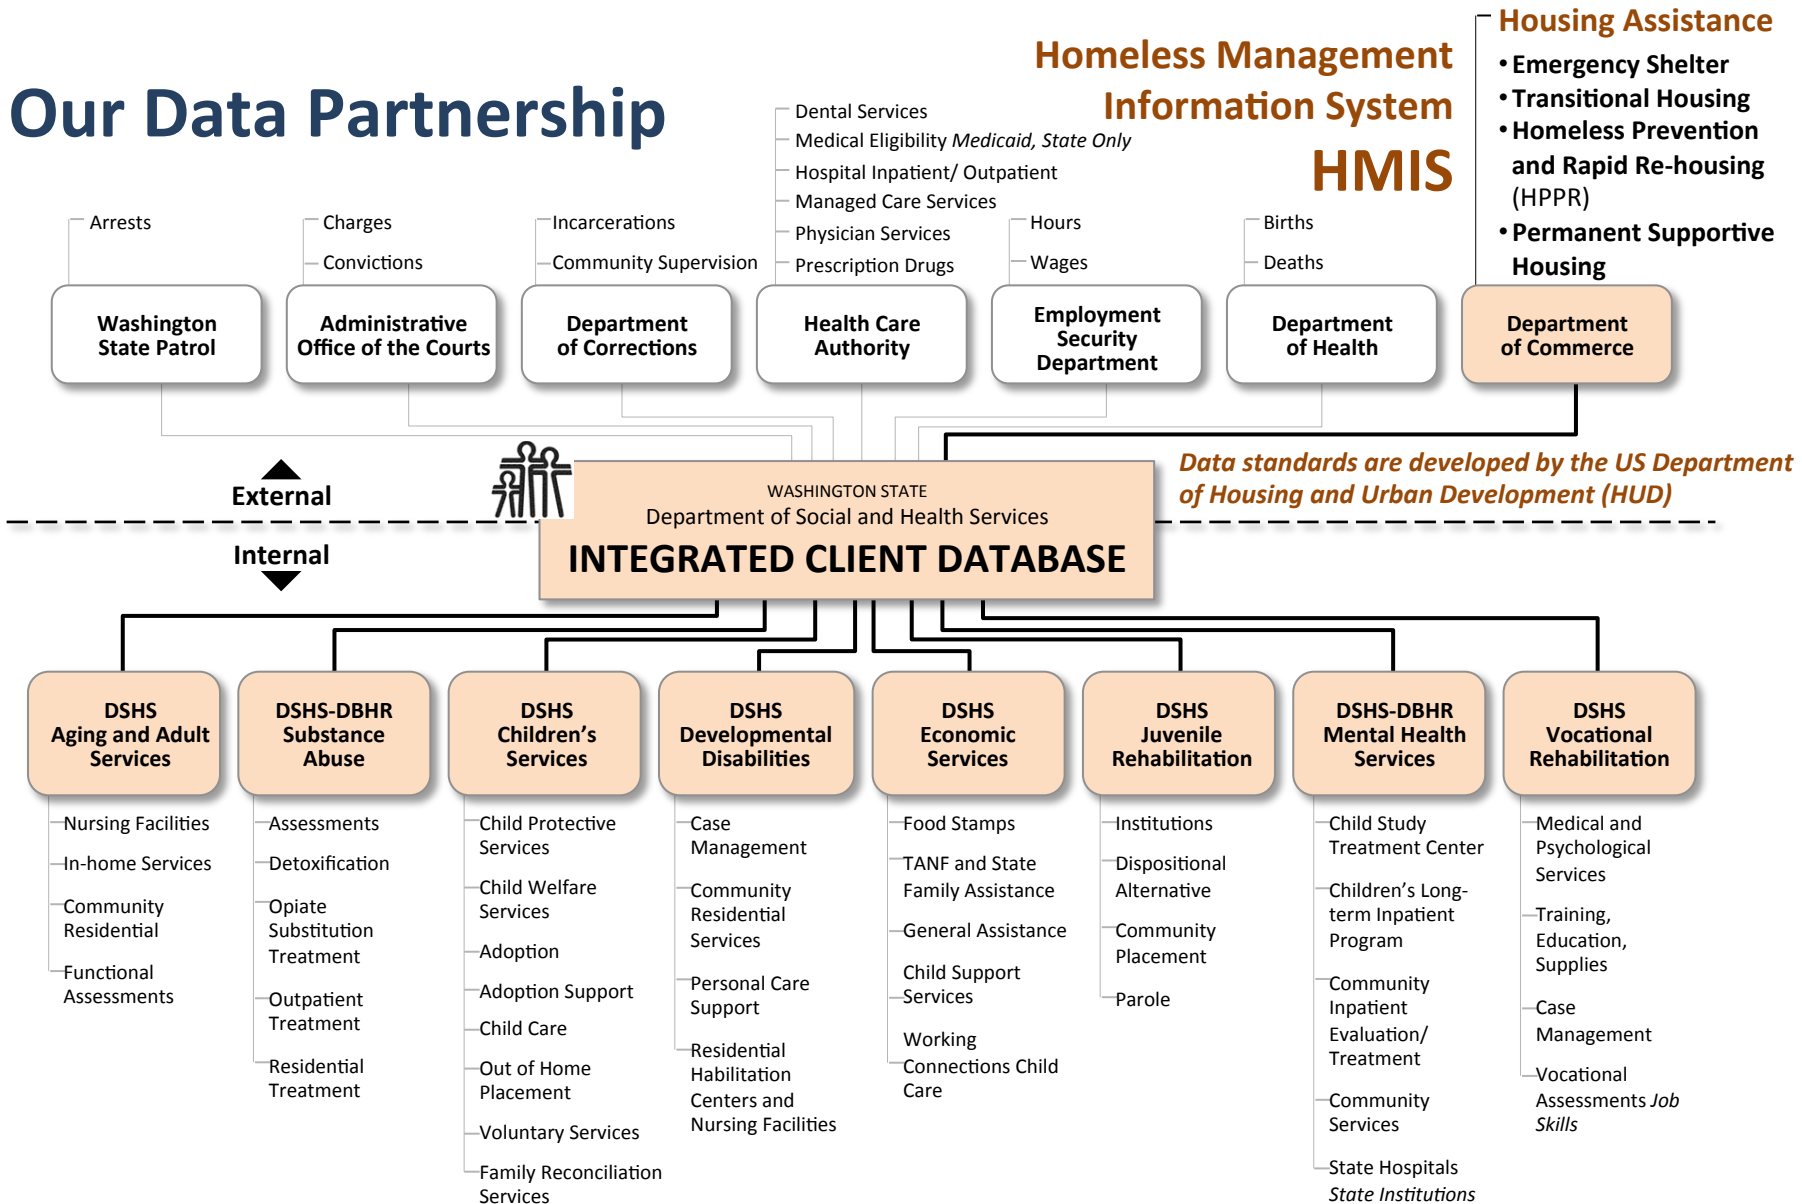 Our Data Partnership
Homeless Management
Information System
HMIS
Housing Assistance
• Emergency Shelter
• Transitional Housing
• Homeless Prevention
and Rapid Re-housing
(HPPR)
• Permanent Supportive
Housing
Arrests
Charges
Convictions
Incarcerations
Community Supervision
Dental Services
Medical Eligibility Medicaid, State Only
Hospital Inpatient/ Outpatient
Managed Care Services
Physician Services
Prescription Drugs
Hours
Wages
Births
Deaths
Washington
State Patrol
Administrative
Office of the Courts
Department
of Corrections
Health Care
Authority
Employment
Security
Department
Department
of Health
Department
of Commerce
External
Internal
WASHINGTON STATE
Department of Social and Health Services
INTEGRATED CLIENT DATABASE
Data standards are developed by the US Department
of Housing and Urban Development (HUD)
DSHS
Aging and Adult
Services
Nursing Facilities
In-home Services
Community
Residential
Functional
Assessments
DSHS-DBHR
Substance
Abuse
Assessments
Detoxification
Opiate
Substitution
Treatment
Outpatient
Treatment
Residential
Treatment
DSHS
Children's
Services
Child Protective
Services
Child Welfare
Services
Adoption
Adoption Support
Child Care
Out of Home
Placement
Voluntary Services
Family Reconciliation
Services
DSHS
Developmental
Disabilities
Case
Management
Community
Residential
Services
Personal Care
Support
Residential
Habilitation
Centers and
Nursing Facilities
DSHS
Economic
Services
Food Stamps
TANF and State
Family Assistance
General Assistance
Child Support
Services
Working
Connections Child
Care
DSHS
Juvenile
Rehabilitation
Institutions
Dispositional
Alternative
Community
Placement
Parole
DSHS-DBHR
Mental Health
Services
Child Study
Treatment Center
Children's Long-
term Inpatient
Program
Community
Inpatient
Evaluation/
Treatment
Community
Services
State Hospitals
State Institutions
DSHS
Vocational
Rehabilitation
Medical and
Psychological
Services
Training,
Education,
Supplies
Case
Management
Vocational
Assessments Job
Skills